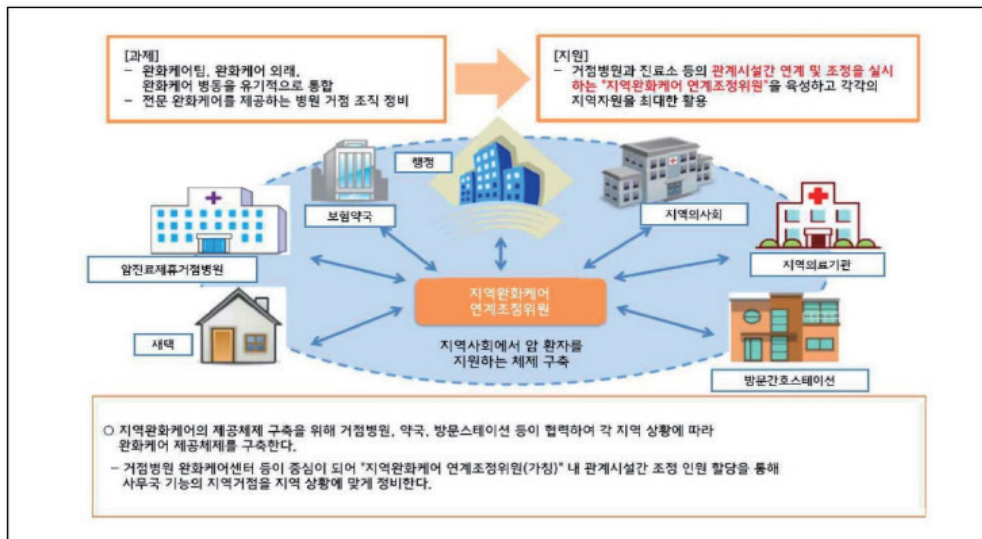 [과제]
– 완화케어팀, 완화케어 외래,
완화케어 병동을 유기적으로 통합
– 전문 완화케어를 제공하는 병원 거점 조직 정비
[지원]
– 거점병원과 진료소 등의 관계시설간 연계 및 조정을 실시
하는 "지역완화케어 연계조정위원"을 육성하고 각각의
지역자원을 최대한 활용
행정
보험약국
지역의사회
암진료제휴거점병원
지역의료기관
지역완화케어
연계조정위원
새택
지역사회에서 암 환자를
지원하는 체제 구축
방문간호스테이션
○ 지역완화케어의 제공체제 구축을 위해 거점병원, 약국, 방문스테이션 등이 협력하여 각 지역 상황에 따라
완화케어 제공체제를 구축한다.
– 거점병원 완화케어센터 등이 중심이 되어 "지역완화케어 연계조정위원(가칭)" 내 관계시설간 조정 인원 할당을 통해
사무국 기능의 지역거점을 지역 상황에 맞게 정비한다.